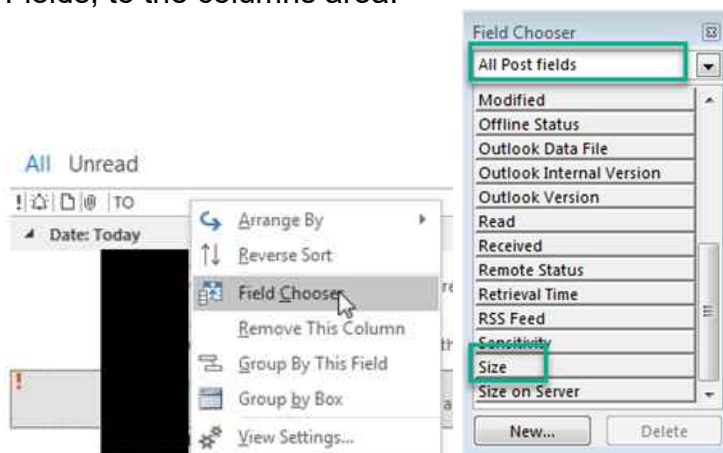 Fields, to the columns area.
All Unread
! TO
Date: Today
Arrange By
Reverse Sort
Field Chooser
Remove This Column
Group By This Field
Group by Box
View Settings...
Field Chooser
All Post fields
Modified
Offline Status
Outlook Data File
Outlook Internal Version
Outlook Version
Read
Received
Remote Status
Retrieval Time
RSS Feed
Sensitivity
Size
Size on Server
New... Delete